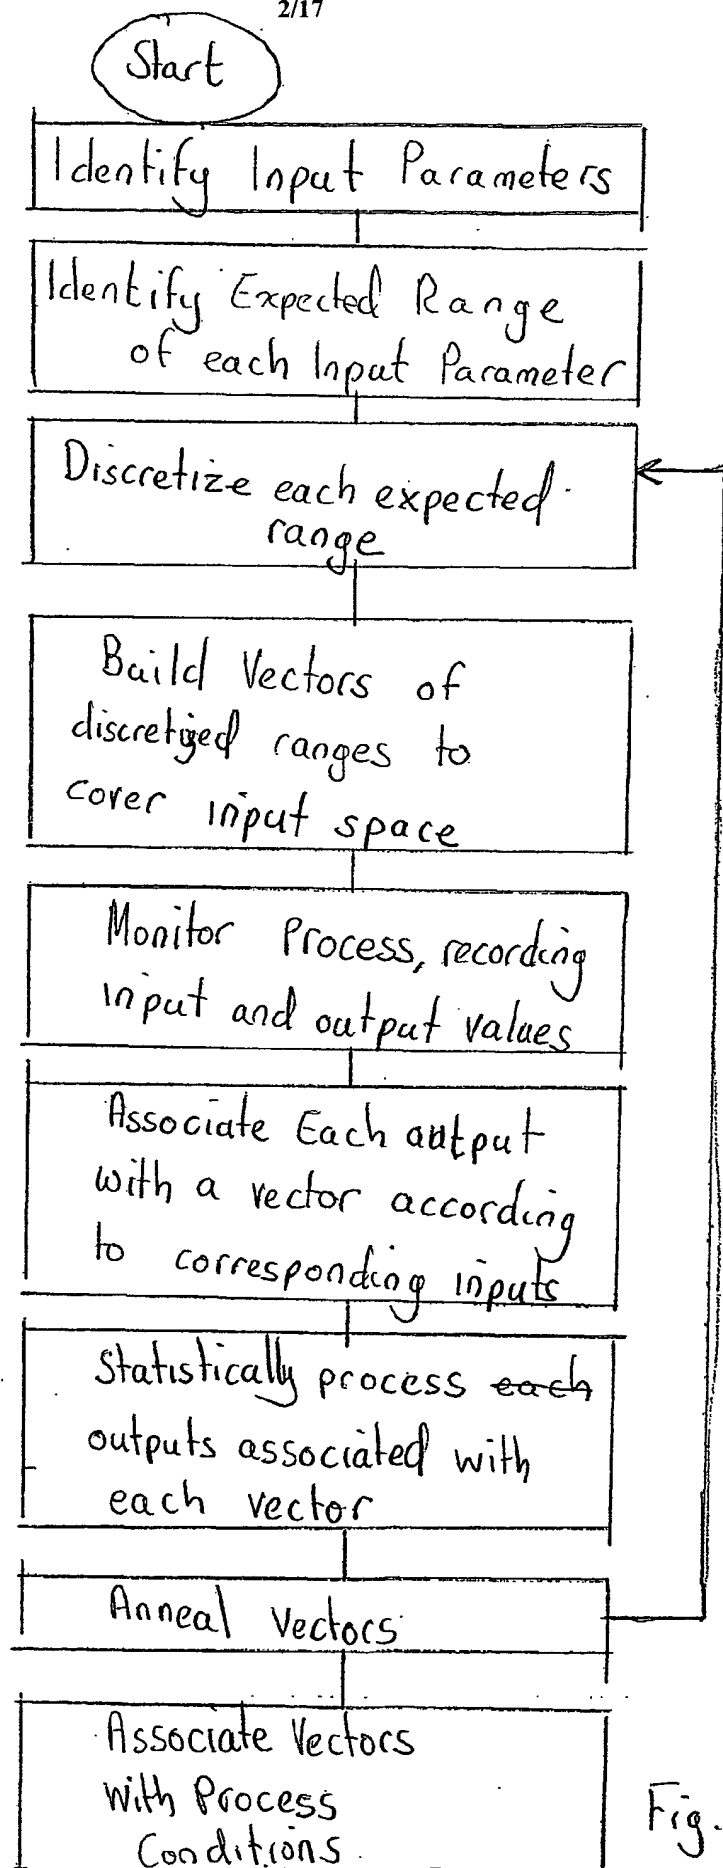 2/17
Start
Identify Input Parameters
Identify Expected Range
of each Input Parameter
Discretize each expected
range
Build Vectors of
discretized ranges to
cover input space
Monitor Process, recording
input and output values
Associate Each output
with a vector according
to corresponding inputs
Statistically process each
outputs associated with
each vector
Anneal Vectors
Associate Vectors
with Process
Conditions
Fig.